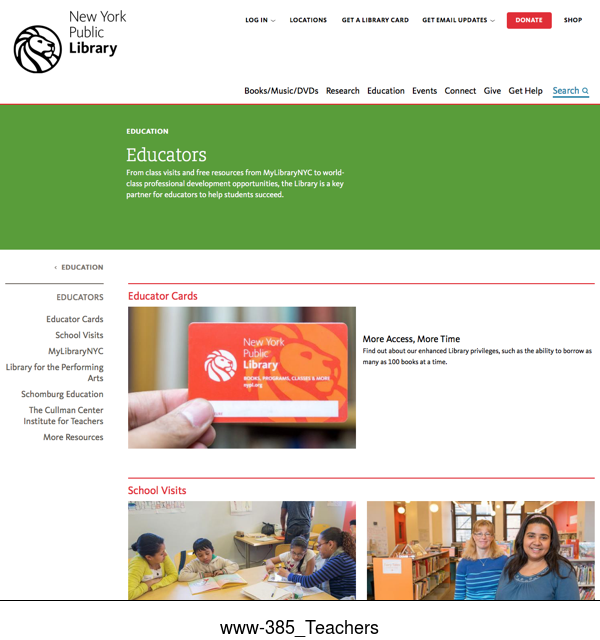 New York
Public
Library
LOG IN
LOCATIONS
GET A LIBRARY CARD
GET EMAIL UPDATES
DONATE
SHOP
Books/Music/DVDs
Research
Education
Events
Connect
Give
Get Help
Search
EDUCATION
Educators
From class visits and free resources from MyLibraryNYC to world-
class professional development opportunities, the Library is a key
partner for educators to help students succeed.
‹ EDUCATION
EDUCATORS
Educator Cards
School Visits
MyLibraryNYC
Library for the Performing
Arts
Schomburg Education
The Cullman Center
Institute for Teachers
More Resources
Educator Cards
New York
Public
Library
BOOKS, PROGRAMS, CLASSES & MORE
nypl.org
More Access, More Time
Find out about our enhanced Library privileges, such as the ability to borrow as
many as 100 books at a time.
School Visits
www-385_Teachers